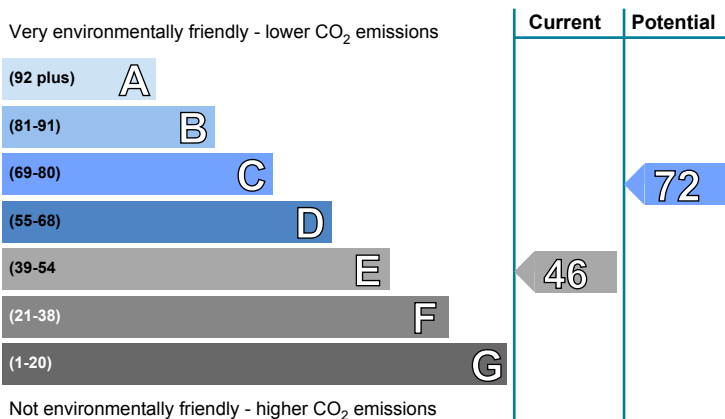 Current Potential
Very environmentally friendly - lower CO2 emissions
(92 plus) A
(81-91) B
(69-80) C
72
(55-68) D
(39-54 E
46
(21-38) F
(1-20) G
Not environmentally friendly - higher CO2 emissions